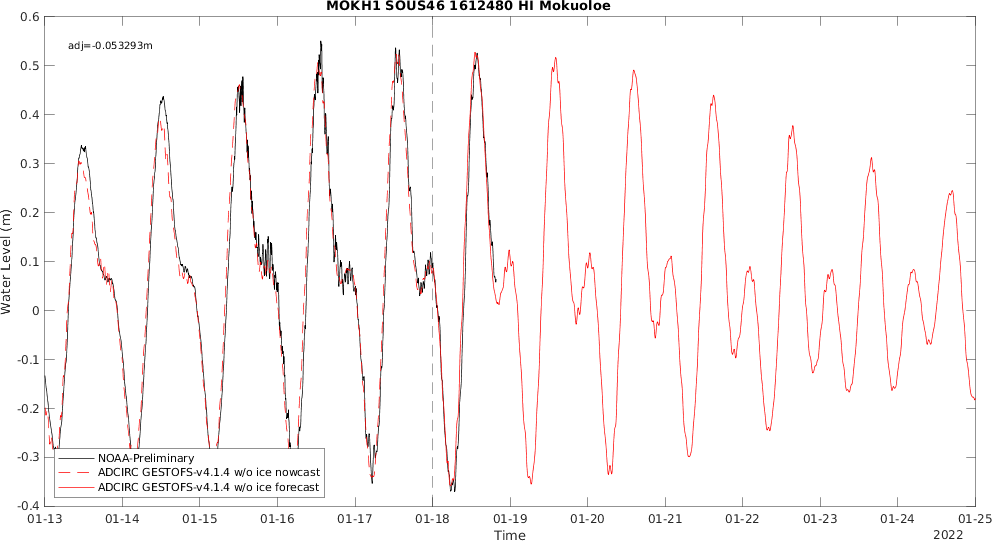 MOKH1 SOUS46 1612480 HI Mokuoloe
adj=-0.053293m
0.6
0.5
0.4
0.3
0.2
0.1
0
-0.1
-0.2
-0.3
-0.4
Water Level (m)
NOAA-Preliminary
ADCIRC GESTOFS-v4.1.4 w/o ice nowcast
ADCIRC GESTOFS-v4.1.4 w/o ice forecast
01-13 01-14 01-15 01-16 01-17 01-18 01-19 01-20 01-21 01-22 01-23 01-24 01-25
Time
2022